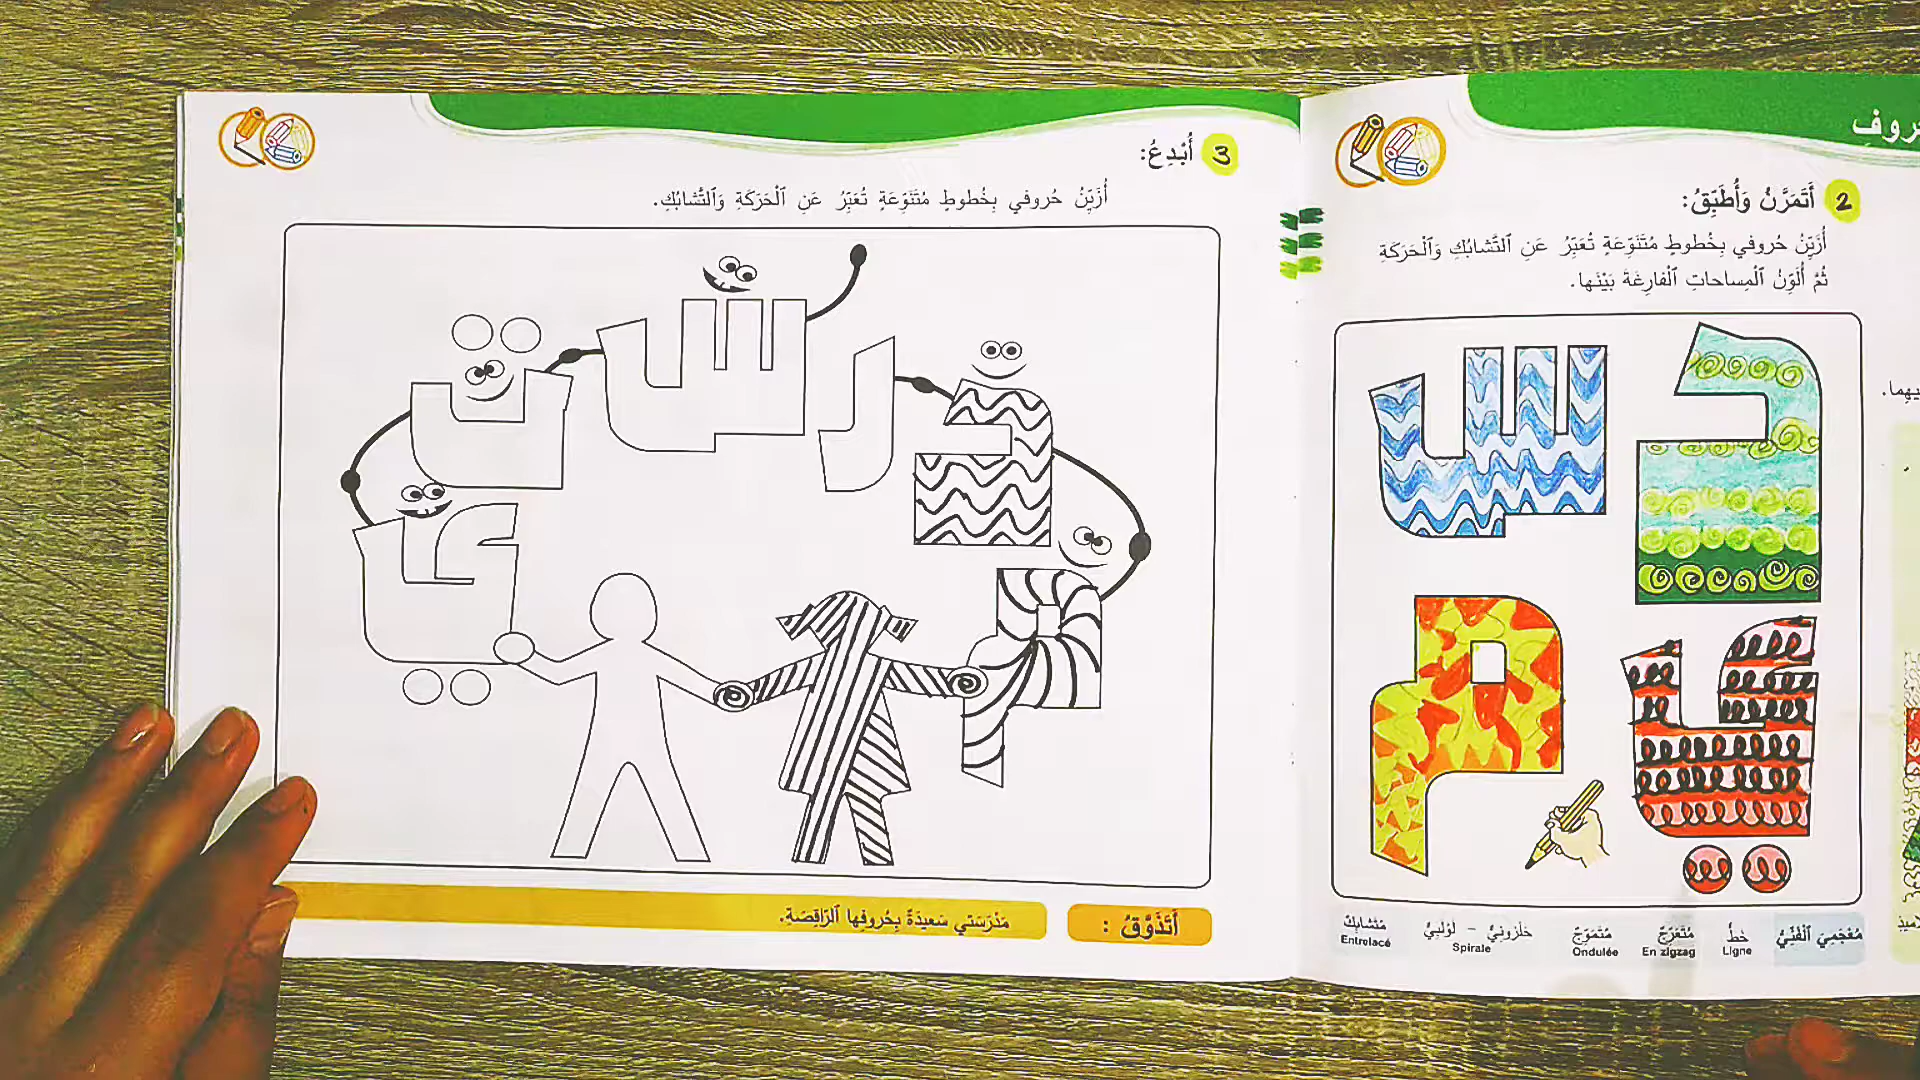 روف
2 أَتَمَرَّنُ وَأُطَبِّقُ:
أُزَيِّنُ حُروفي بِخُطوطٍ مُتَنَوِّعَةٍ تُعَبِّرُ عَنِ ٱلتَّشابُكِ وَٱلْحَرَكَةِ
ثُمَّ أُلَوِّنُ ٱلْمِساحاتِ ٱلْفارِغَةَ بَيْنَها.
د س
ي م
مُعْجَمِيَ ٱلْفَنِّيُّ
خَطٌّ
Ligne
مُتَعَرِّجٌ
En zigzag
مُتَمَوِّجٌ
Ondulée
حَلَزونِيٌّ - لَوْلَبِيٌّ
Spirale
مُتَشابِكٌ
Entrelacé
3 أُبْدِعُ:
أُزَيِّنُ حُروفي بِخُطوطٍ مُتَنَوِّعَةٍ تُعَبِّرُ عَنِ ٱلْحَرَكَةِ وَٱلتَّشابُكِ.
م د ر س ت ي
أَتَذَوَّقُ :
مَدْرَسَتي سَعيدَةٌ بِحُروفِها ٱلرّاقِصَةِ.